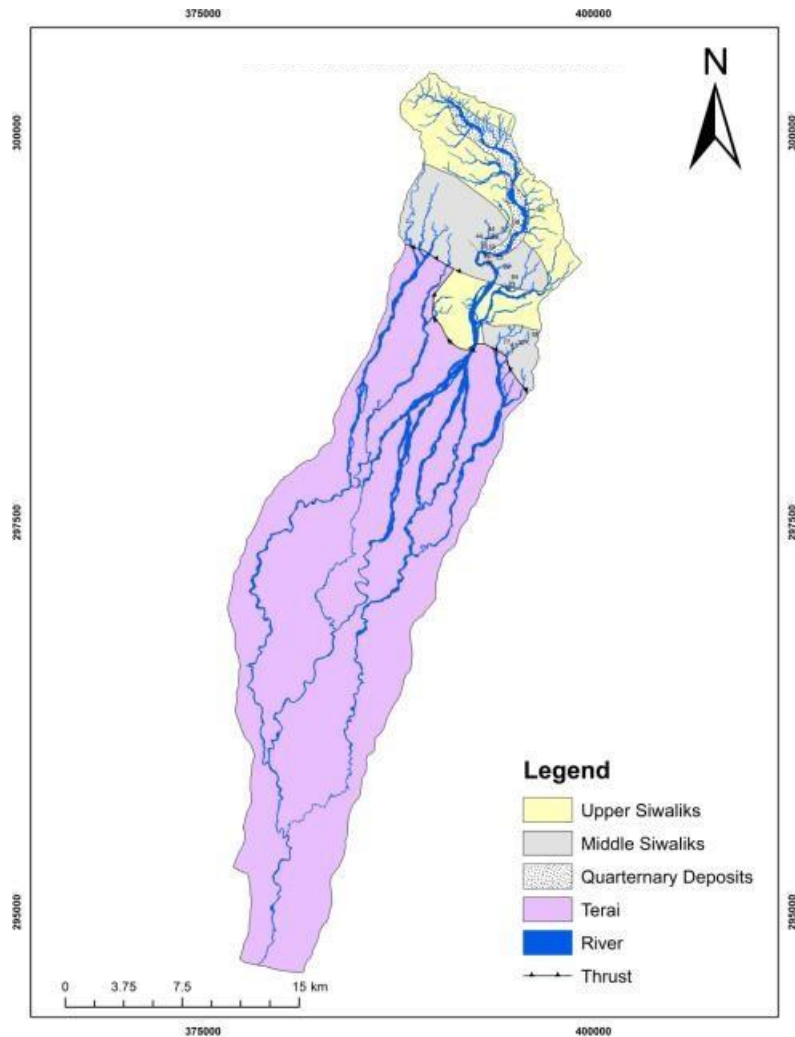 375000 400000
N
300000 300000
297500 297500
Legend
Upper Siwaliks
Middle Siwaliks
Quarternary Deposits
Terai
River
Thrust
295000 295000
0 3.75 7.5 15 km
375000 400000